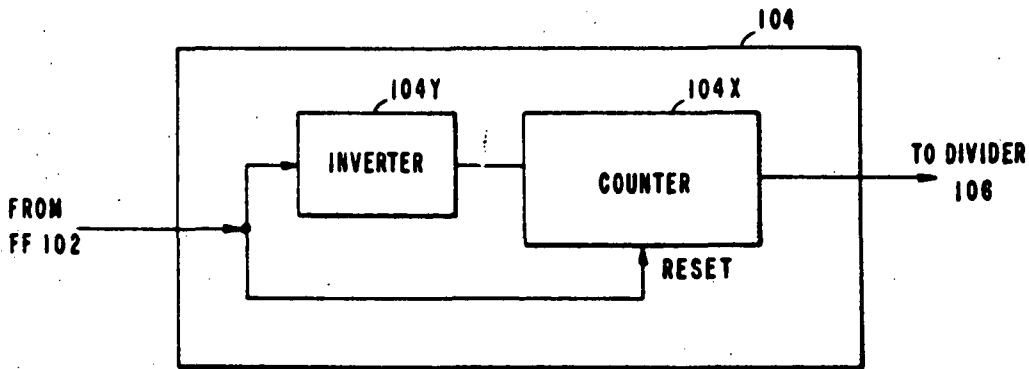 104
104Y
104X
INVERTER
COUNTER
TO DIVIDER
106
FROM
FF 102
RESET